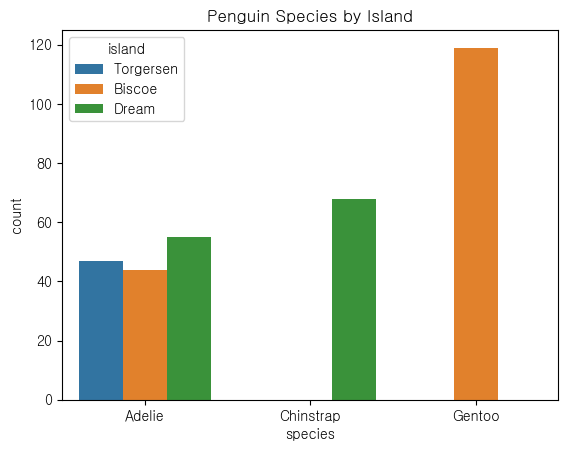 Penguin Species by Island
island
Torgersen
Biscoe
Dream
count
120
100
80
60
40
20
0
Adelie
Chinstrap
Gentoo
species